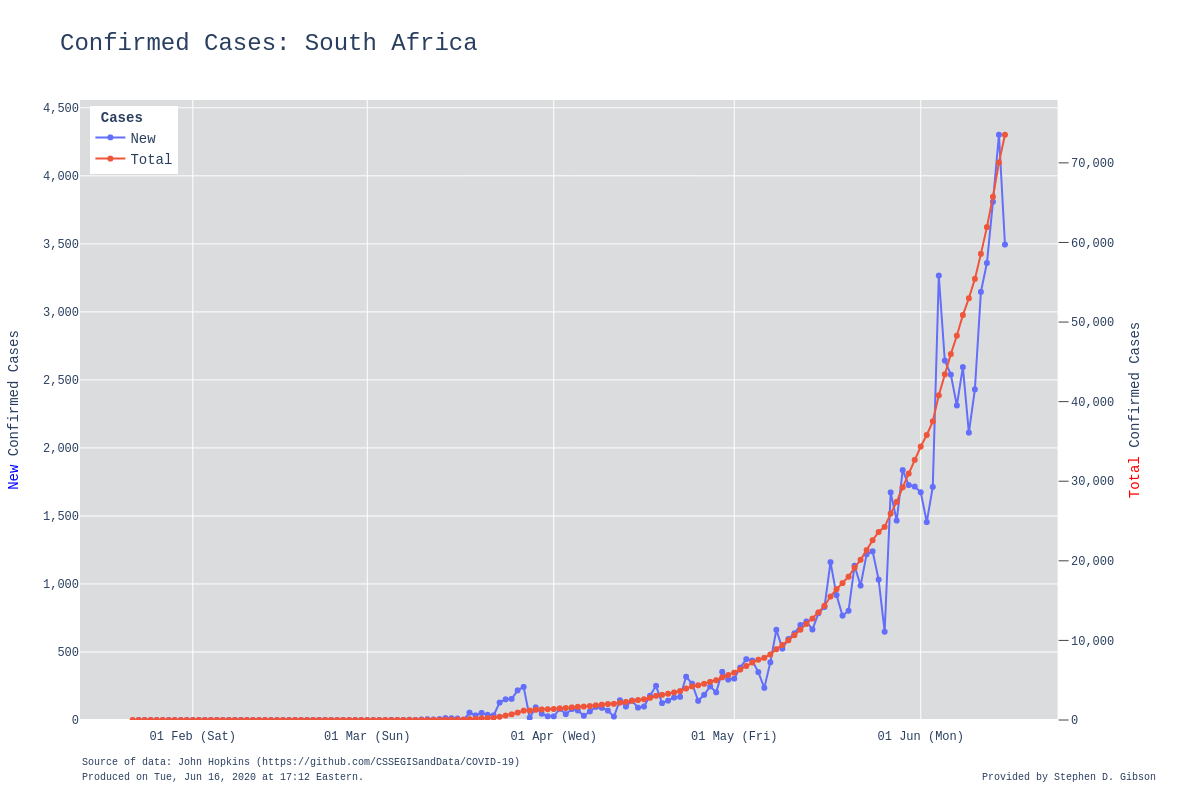 Confirmed Cases: South Africa
Cases
New
Total
4,500
4,000
3,500
3,000
2,500
2,000
1,500
1,000
500
0
New Confirmed Cases
70,000
60,000
50,000
40,000
30,000
20,000
10,000
0
Total Confirmed Cases
01 Feb (Sat)
01 Mar (Sun)
01 Apr (Wed)
01 May (Fri)
01 Jun (Mon)
Source of data: John Hopkins (https://github.com/CSSEGISandData/COVID-19)
Produced on Tue, Jun 16, 2020 at 17:12 Eastern.
Provided by Stephen D. Gibson